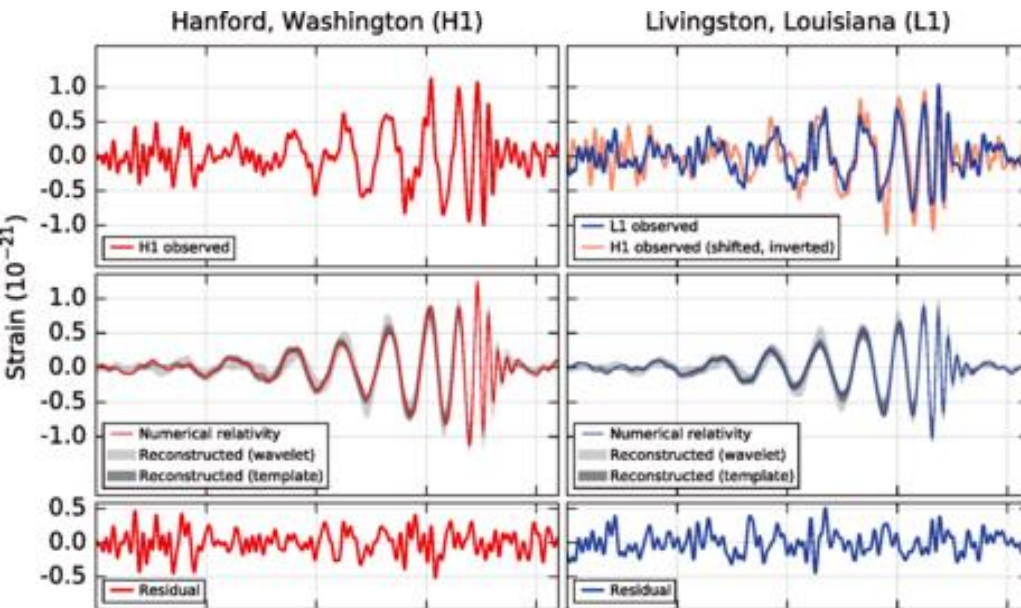 Hanford, Washington (H1)
Livingston, Louisiana (L1)
Strain (10⁻²¹)
1.0
0.5
0.0
-0.5
-1.0
H1 observed
L1 observed
H1 observed (shifted, inverted)
1.0
0.5
0.0
-0.5
-1.0
Numerical relativity
Reconstructed (wavelet)
Reconstructed (template)
Numerical relativity
Reconstructed (wavelet)
Reconstructed (template)
0.5
0.0
-0.5
Residual
Residual